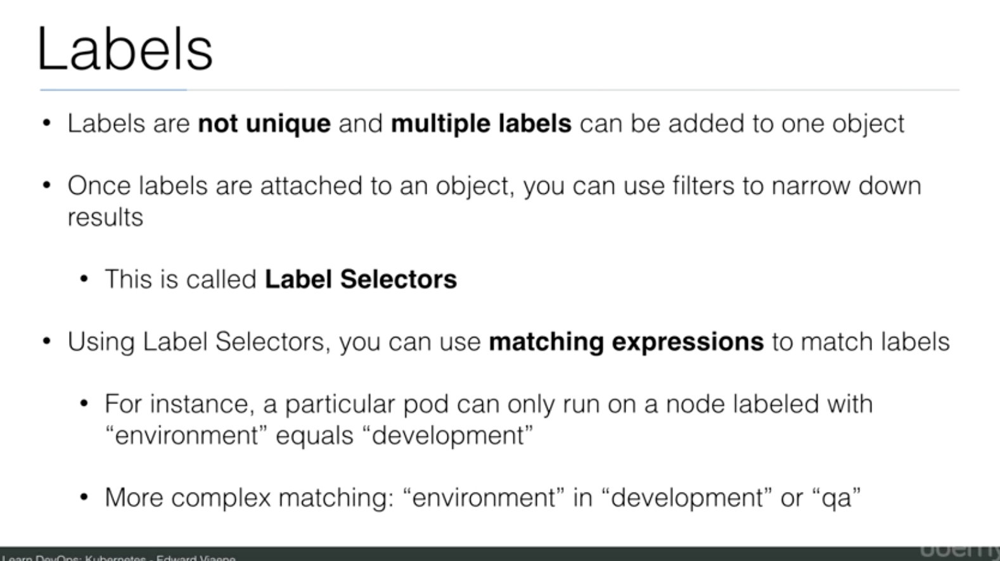 Labels
• Labels are not unique and multiple labels can be added to one object
• Once labels are attached to an object, you can use filters to narrow down
results
• This is called Label Selectors
• Using Label Selectors, you can use matching expressions to match labels
• For instance, a particular pod can only run on a node labeled with
“environment” equals “development”
• More complex matching: “environment” in “development” or “qa”
Learn DevOps: Kubernetes - Edward Viaene
udemy